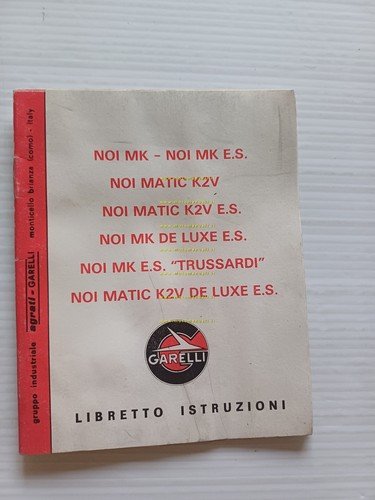 NOI MK - NOI MK E.S.
NOI MATIC K2V
NOI MATIC K2V E.S.
NOI MK DE LUXE E.S.
NOI MK E.S. "TRUSSARDI"
NOI MATIC K2V DE LUXE E.S.
GARELLI
LIBRETTO ISTRUZIONI
gruppo industriale agrati - GARELLI monticello brianza (como) - italy